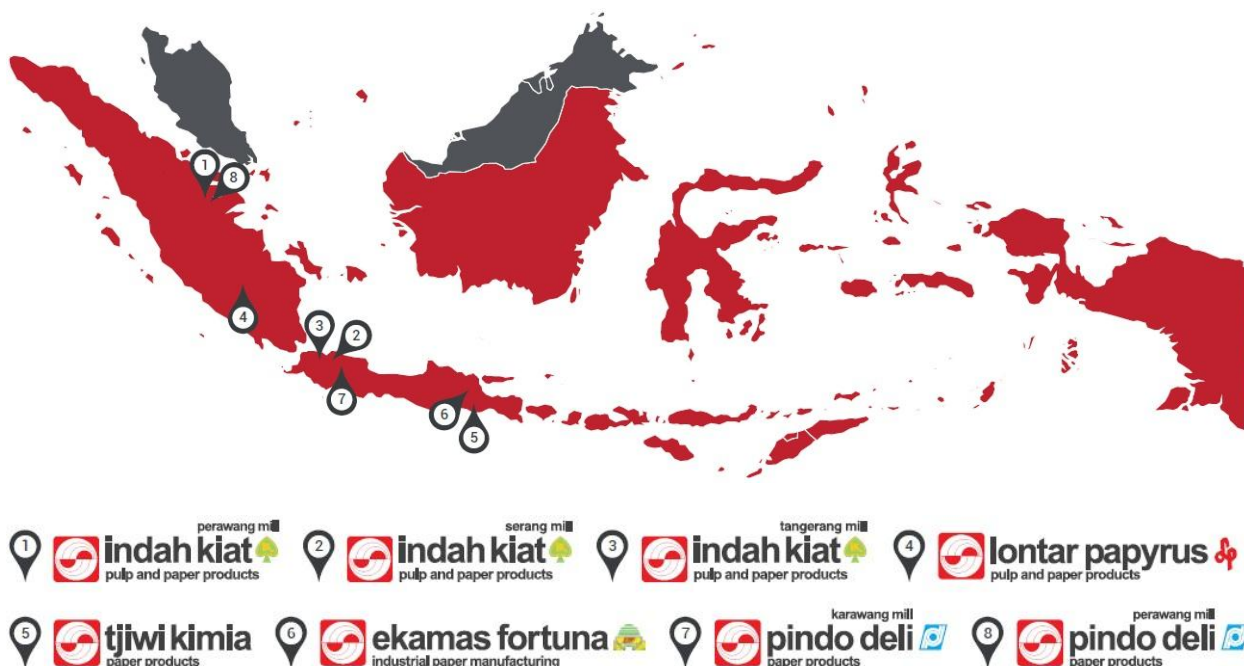 1
8
4
3
2
7
6
5
1
perawang mill
indah kiat
pulp and paper products
2
serang mill
indah kiat
pulp and paper products
3
tangerang mill
indah kiat
pulp and paper products
4
lontar papyrus
pulp and paper products
5
tjiwi kimia
paper products
6
ekamas fortuna
industrial paper manufacturing
7
karawang mill
pindo deli
paper products
8
perawang mill
pindo deli
paper products